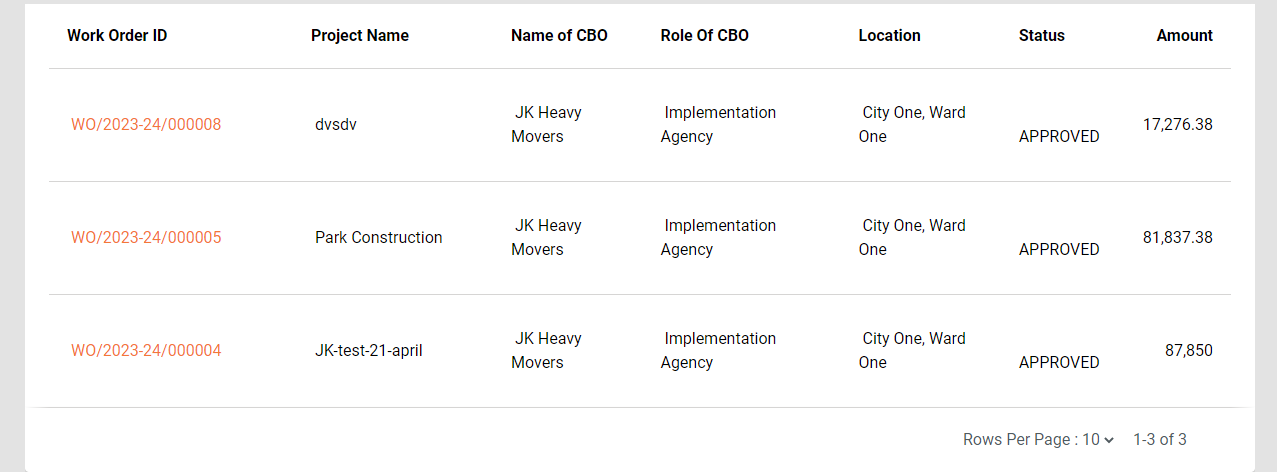 Work Order ID Project Name Name of CBO Role Of CBO Location Status Amount
WO/2023-24/000008 dvsdv JK Heavy Movers Implementation Agency City One, Ward One APPROVED 17,276.38
WO/2023-24/000005 Park Construction JK Heavy Movers Implementation Agency City One, Ward One APPROVED 81,837.38
WO/2023-24/000004 JK-test-21-april JK Heavy Movers Implementation Agency City One, Ward One APPROVED 87,850
Rows Per Page : 10 1-3 of 3